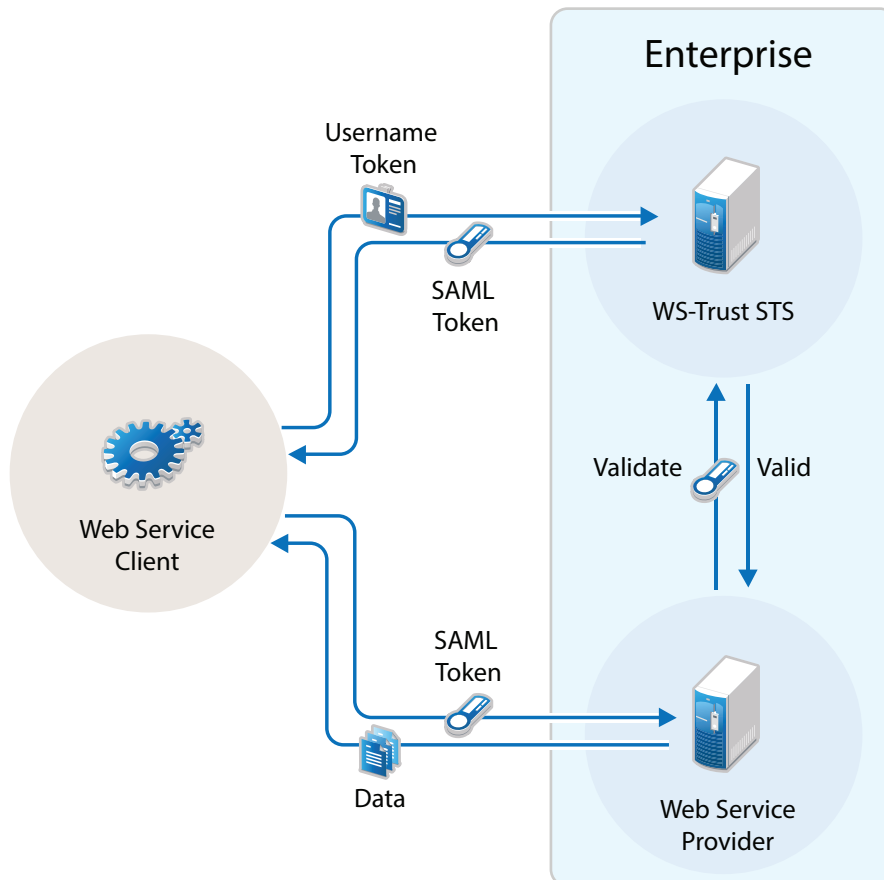 Enterprise
Username
Token
SAML
Token
WS-Trust STS
Validate
Valid
Web Service
Client
SAML
Token
Data
Web Service
Provider